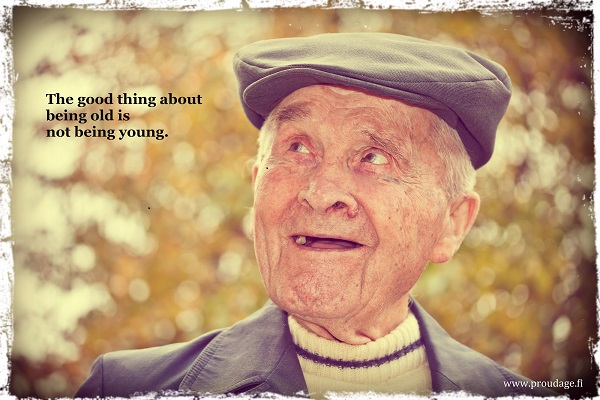 The good thing about
being old is
not being young.
www.proudage.fi